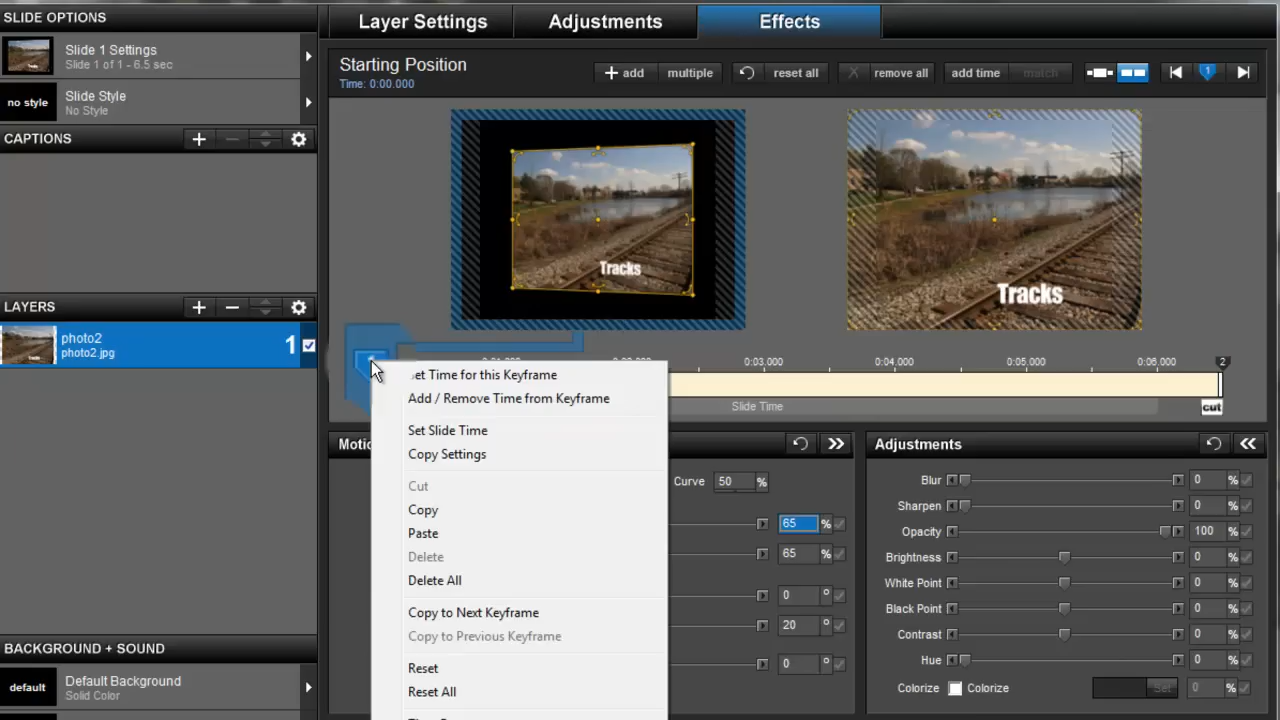 SLIDE OPTIONS
Slide 1 Settings
Slide 1 of 1 - 6.5 sec
no style
Slide Style
No Style
CAPTIONS
LAYERS
photo2
photo2.jpg
1
BACKGROUND + SOUND
default
Default Background
Solid Color
Layer Settings
Adjustments
Effects
Starting Position
Time: 0:00.000
add
multiple
reset all
X
remove all
add time
match
1
Tracks
Tracks
0:03.000
0:04.000
0:05.000
0:06.000
2
Slide Time
cut
et Time for this Keyframe
Add / Remove Time from Keyframe
Set Slide Time
Copy Settings
Cut
Copy
Paste
Delete
Delete All
Copy to Next Keyframe
Copy to Previous Keyframe
Reset
Reset All
Curve 50 %
65 %
65 %
0 °
20 °
0 °
Adjustments
Blur 0 %
Sharpen 0 %
Opacity 100 %
Brightness 0 %
White Point 0 %
Black Point 0 %
Contrast 0 %
Hue 0 %
Colorize Colorize Set 0 %